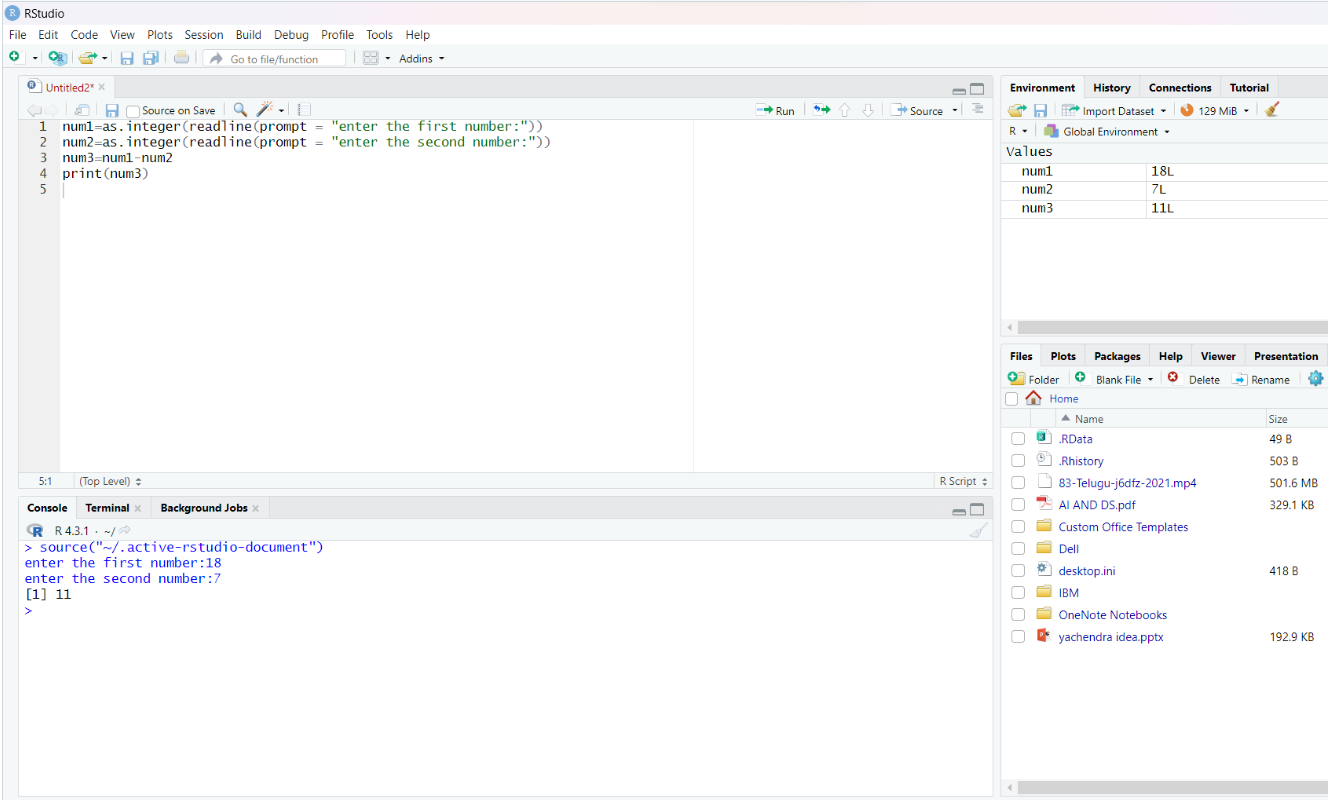 RStudio
File Edit Code View Plots Session Build Debug Profile Tools Help
Go to file/function Addins
Untitled2*
Source on Save Run Source
1 num1=as.integer(readline(prompt = "enter the first number:"))
2 num2=as.integer(readline(prompt = "enter the second number:"))
3 num3=num1-num2
4 print(num3)
5
5:1 (Top Level) R Script
Console Terminal Background Jobs
R 4.3.1 · ~/
> source("~/.active-rstudio-document")
enter the first number:18
enter the second number:7
[1] 11
>
Environment History Connections Tutorial
Import Dataset 129 MiB
R Global Environment
Values
num1 18L
num2 7L
num3 11L
Files Plots Packages Help Viewer Presentation
Folder Blank File Delete Rename
Home
Name Size
.RData 49 B
.Rhistory 503 B
83-Telugu-j6dfz-2021.mp4 501.6 MB
AI AND DS.pdf 329.1 KB
Custom Office Templates
Dell
desktop.ini 418 B
IBM
OneNote Notebooks
yachendra idea.pptx 192.9 KB